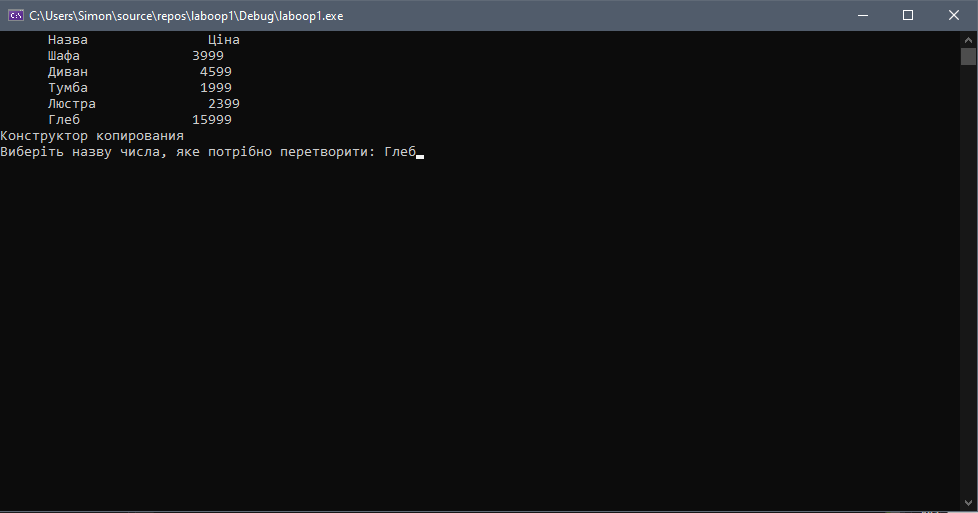 C:\Users\Simon\source\repos\laboop1\Debug\laboop1.exe
Назва Ціна
Шафа 3999
Диван 4599
Тумба 1999
Люстра 2399
Глеб 15999
Конструктор копирования
Виберіть назву числа, яке потрібно перетворити: Глеб